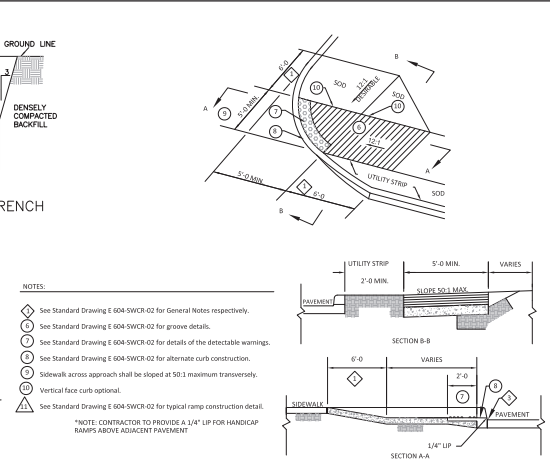 GROUND LINE
3
DENSELY
COMPACTED
BACKFILL
RENCH
B
6'-0
1
5'-0 MIN.
A
9
10
SOD
12:1
DESIRABLE
SOD
10
7
8
6
12:1
A
5'-0 MIN.
1
6'-0
UTILITY STRIP
SOD
B
NOTES:
1 See Standard Drawing E 604-SWCR-02 for General Notes respectively.
6 See Standard Drawing E 604-SWCR-02 for groove details.
7 See Standard Drawing E 604-SWCR-02 for details of the detectable warnings.
8 See Standard Drawing E 604-SWCR-02 for alternate curb construction.
9 Sidewalk across approach shall be sloped at 50:1 maximum transversely.
10 Vertical face curb optional.
11 See Standard Drawing E 604-SWCR-02 for typical ramp construction detail.
*NOTE: CONTRACTOR TO PROVIDE A 1/4" LIP FOR HANDICAP
RAMPS ABOVE ADJACENT PAVEMENT
UTILITY STRIP
5'-0 MIN.
VARIES
2'-0 MIN.
SLOPE 50:1 MAX.
PAVEMENT
SECTION B-B
6'-0
VARIES
1
2'-0
7
8
3
SIDEWALK
PAVEMENT
1/4" LIP
SECTION A-A